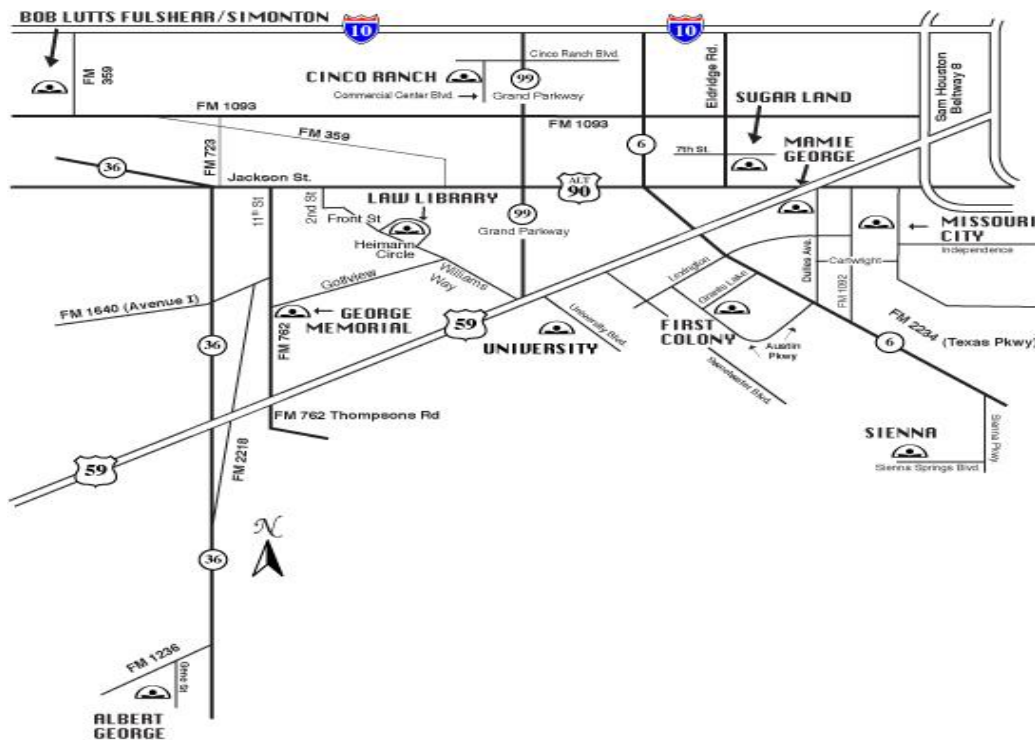 BOB LUTTS FULSHEAR/SIMONTON
10
10
FM 359
CINCO RANCH
Commercial Center Blvd.
99
Cinco Ranch Blvd.
Grand Parkway
Eldridge Rd.
Sam Houston
Beltway 8
SUGAR LAND
FM 1093
FM 1093
FM 359
FM 723
6
7th St.
MAMIE
GEORGE
36
Jackson St.
ALT
90
11th St
2nd St
LAW LIBRARY
Front St
Heimann
Circle
99
Grand Parkway
MISSOURI
CITY
Independence
Dulles Ave.
Cartwright
FM 1092
Golfview
Williams
Way
Lexington
FM 1640 (Avenue I)
GEORGE
MEMORIAL
FM 762
59
UNIVERSITY
University Blvd.
FIRST
COLONY
Austin
Pkwy
Sweetwater Blvd.
FM 2234 (Texas Pkwy)
6
36
FM 762 Thompsons Rd
FM 2218
59
SIENNA
Sienna Springs Blvd.
Sienna Pkwy
N
36
FM 1236
ALBERT
GEORGE